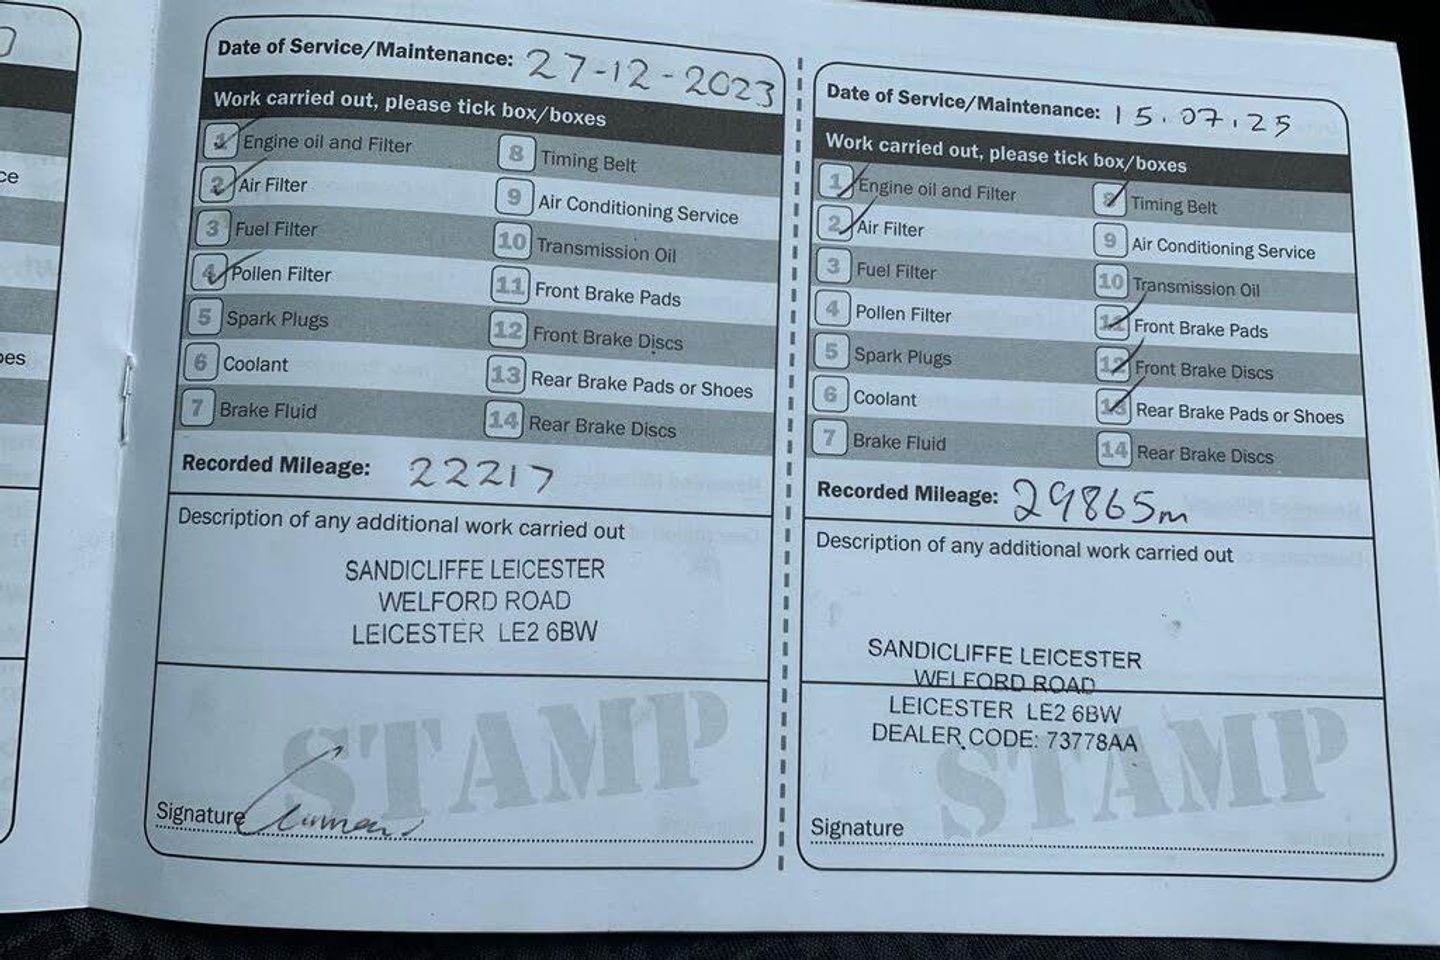 ce
oes
Date of Service/Maintenance: 27-12-2023
Work carried out, please tick box/boxes
1 Engine oil and Filter
2 Air Filter
3 Fuel Filter
4 Pollen Filter
5 Spark Plugs
6 Coolant
7 Brake Fluid
8 Timing Belt
9 Air Conditioning Service
10 Transmission Oil
11 Front Brake Pads
12 Front Brake Discs
13 Rear Brake Pads or Shoes
14 Rear Brake Discs
Recorded Mileage: 22217
Description of any additional work carried out
SANDICLIFFE LEICESTER
WELFORD ROAD
LEICESTER LE2 6BW
STAMP
Signature
Date of Service/Maintenance: 15.07.25
Work carried out, please tick box/boxes
1 Engine oil and Filter
2 Air Filter
3 Fuel Filter
4 Pollen Filter
5 Spark Plugs
6 Coolant
7 Brake Fluid
8 Timing Belt
9 Air Conditioning Service
10 Transmission Oil
11 Front Brake Pads
12 Front Brake Discs
13 Rear Brake Pads or Shoes
14 Rear Brake Discs
Recorded Mileage: 29865m
Description of any additional work carried out
SANDICLIFFE LEICESTER
WELFORD ROAD
LEICESTER LE2 6BW
DEALER CODE: 73778AA
STAMP
Signature